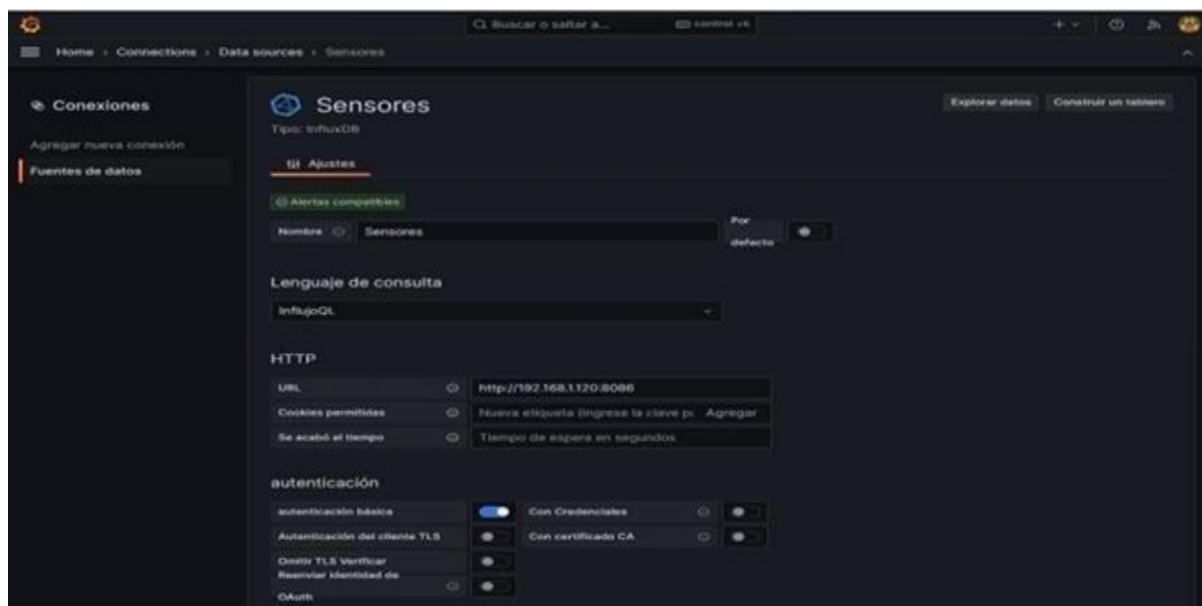 Buscar o saltar a...
Home › Connections › Data sources › Sensores
Conexiones
Agregar nueva conexión
Fuentes de datos
Sensores
Tipo: InfluxDB
Explorar datos
Construir un tablero
Ajustes
Alertas compatibles
Nombre
Sensores
Por
defecto
Lenguaje de consulta
InflujoQL
HTTP
URL
http://192.168.1.120:8086
Cookies permitidas
Nueva etiqueta (ingrese la clave
Agregar
Se acabó el tiempo
Tiempo de espera en segundos
autenticación
autenticación básica
Con Credenciales
Autenticación del cliente TLS
Con certificado CA
Omitir TLS Verificar
Reenviar identidad de
OAuth